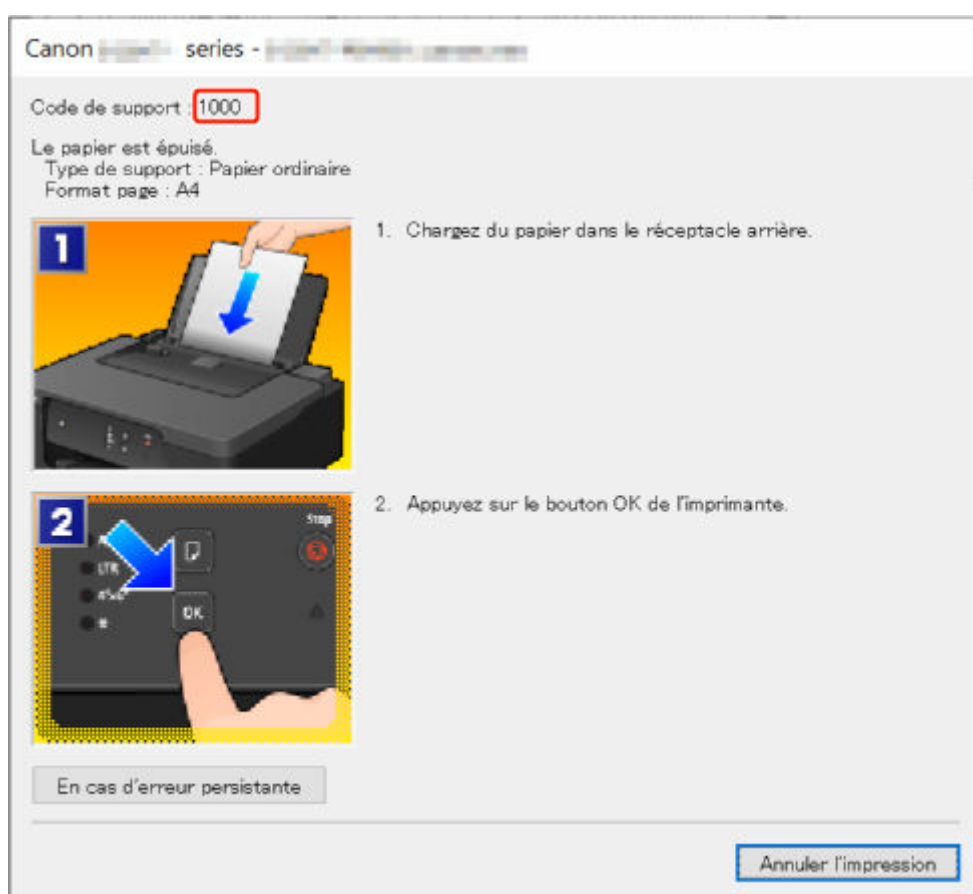 Canon series -
Code de support : 1000
Le papier est épuisé.
Type de support : Papier ordinaire
Format page : A4
1
1. Chargez du papier dans le réceptacle arrière.
2
2. Appuyez sur le bouton OK de l'imprimante.
Stop
LTR
OK
En cas d'erreur persistante
Annuler l'impression